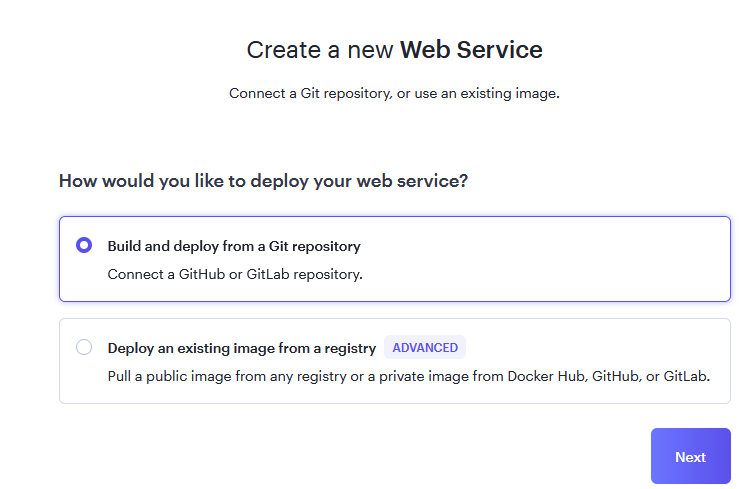 Create a new Web Service
Connect a Git repository, or use an existing image.
How would you like to deploy your web service?
Build and deploy from a Git repository
Connect a GitHub or GitLab repository.
Deploy an existing image from a registry ADVANCED
Pull a public image from any registry or a private image from Docker Hub, GitHub, or GitLab.
Next